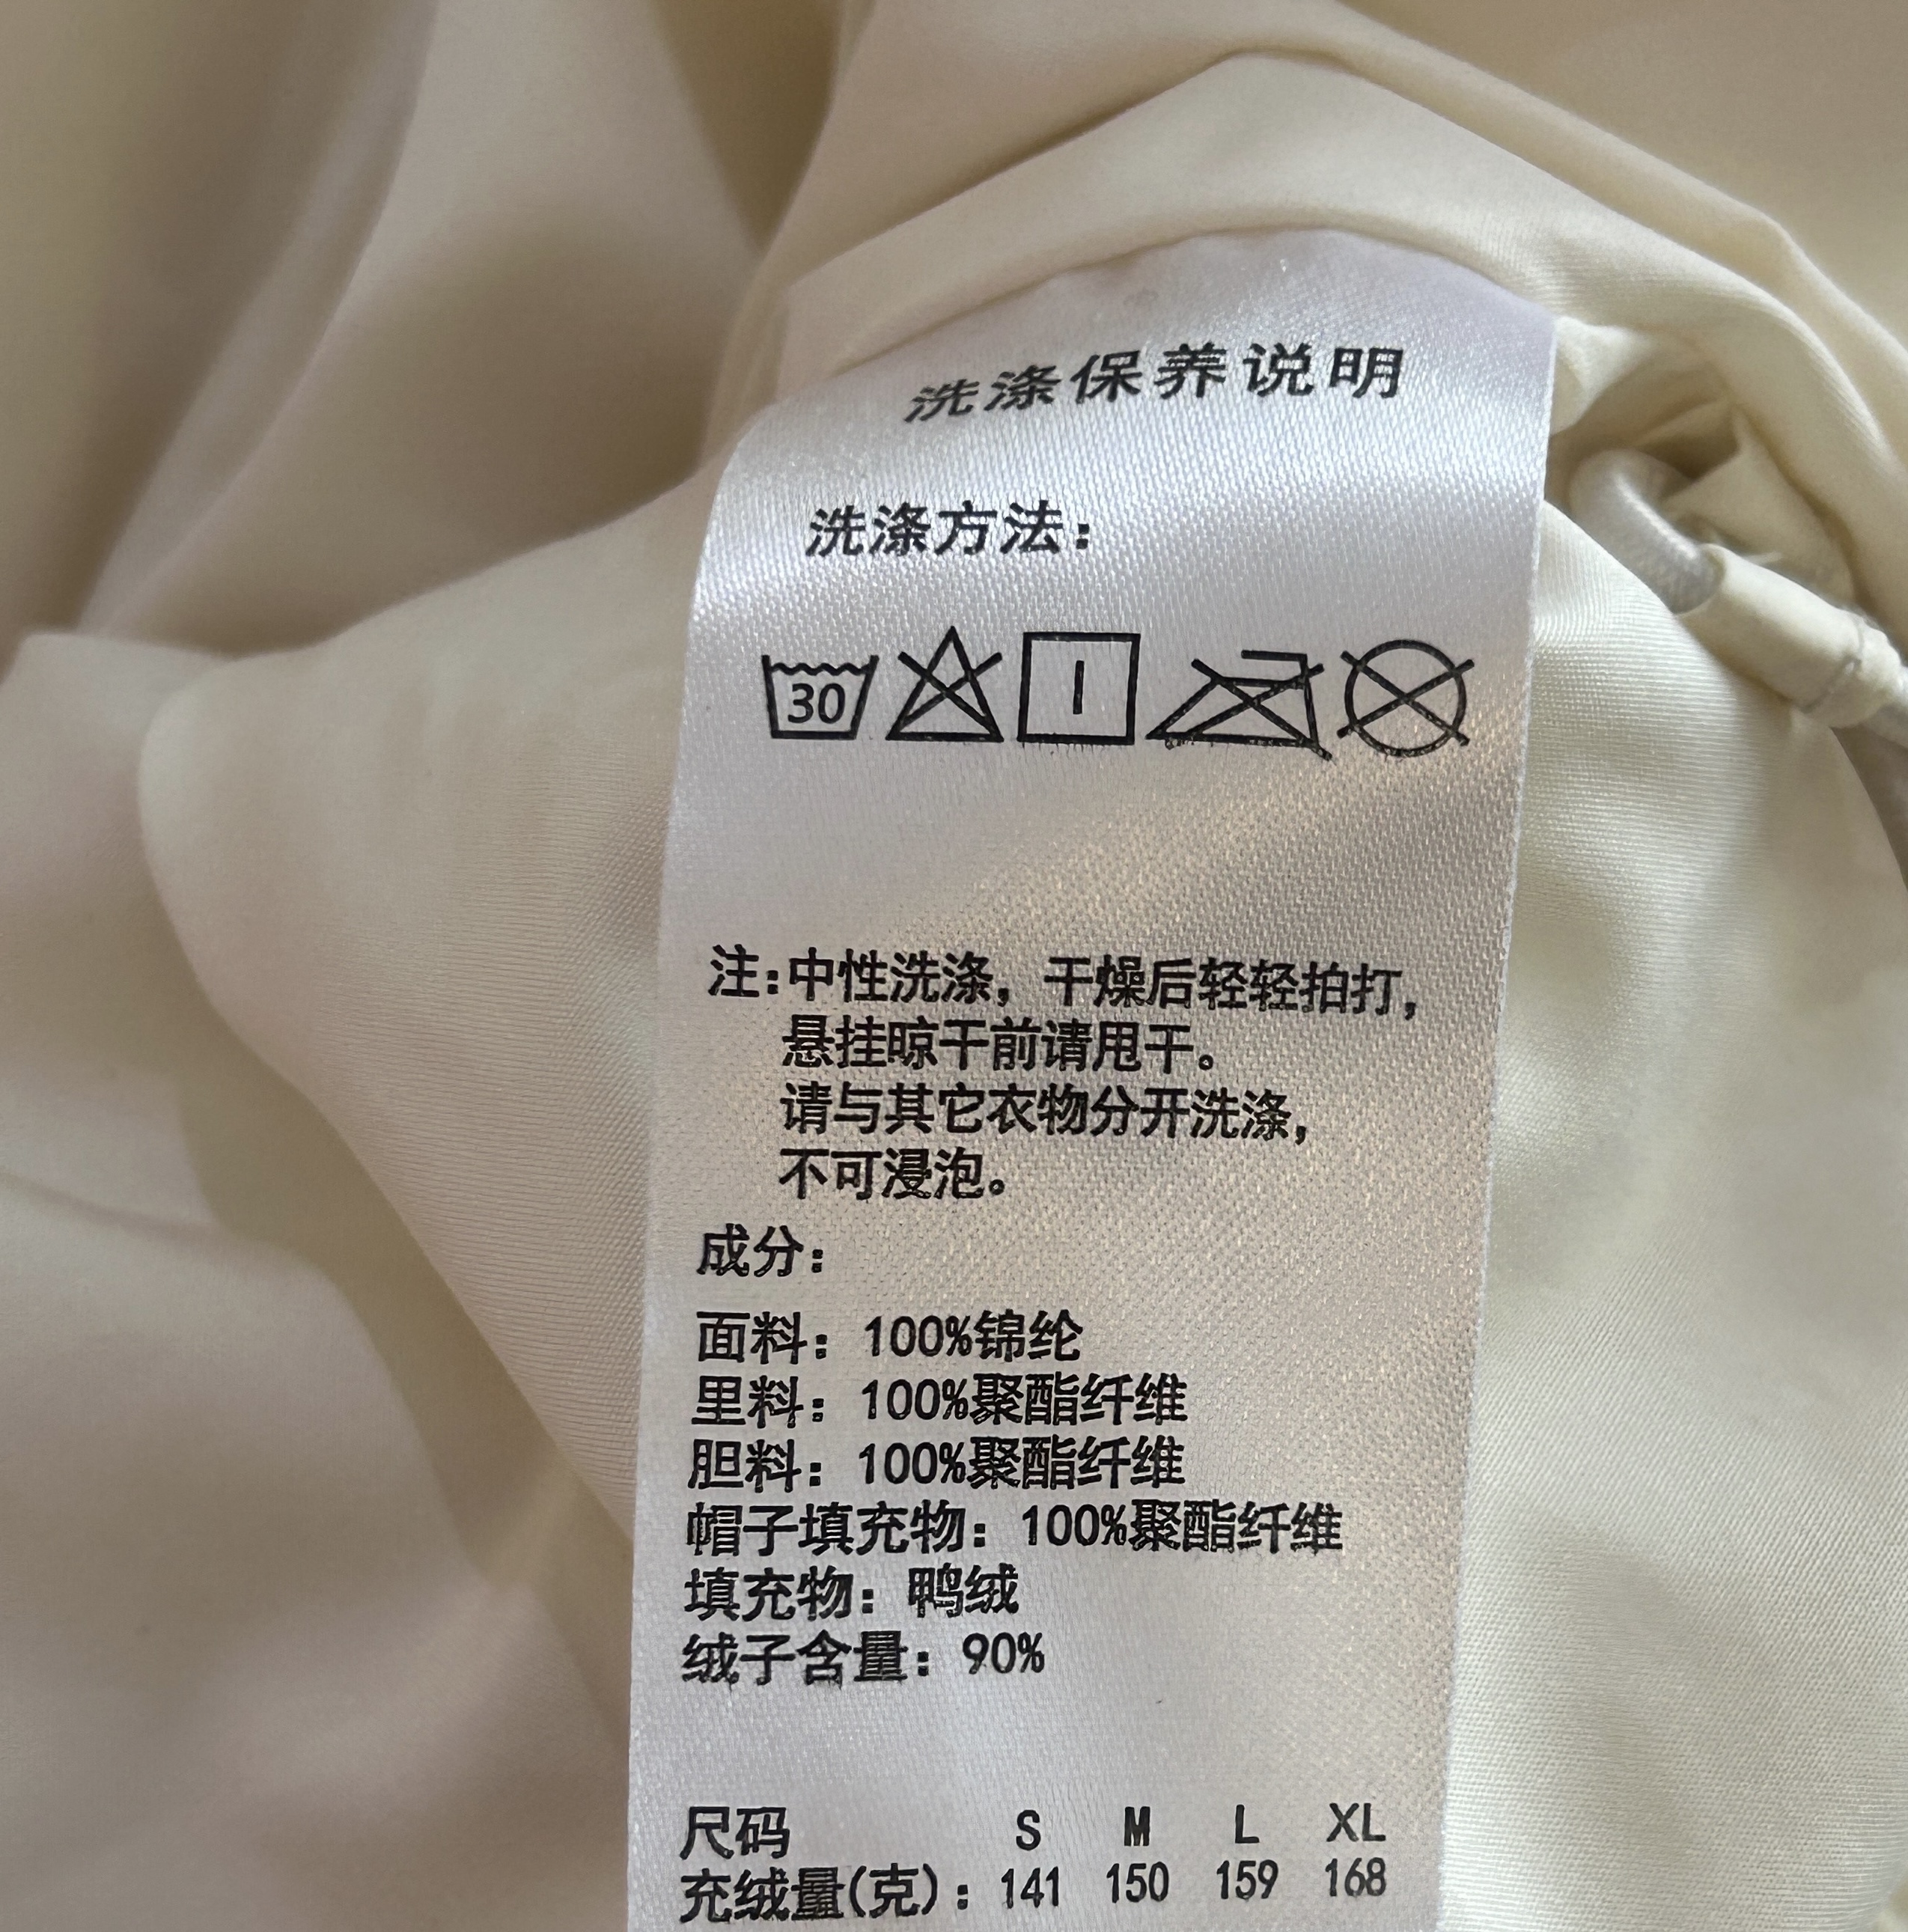 洗涤保养说明
洗涤方法：
30
注：中性洗涤，干燥后轻轻拍打，
悬挂晾干前请甩干。
请与其它衣物分开洗涤，
不可浸泡。
成分：
面料：100%锦纶
里料：100%聚酯纤维
胆料：100%聚酯纤维
帽子填充物：100%聚酯纤维
填充物：鸭绒
绒子含量：90%
尺码 S M L XL
充绒量(克)：141 150 159 168